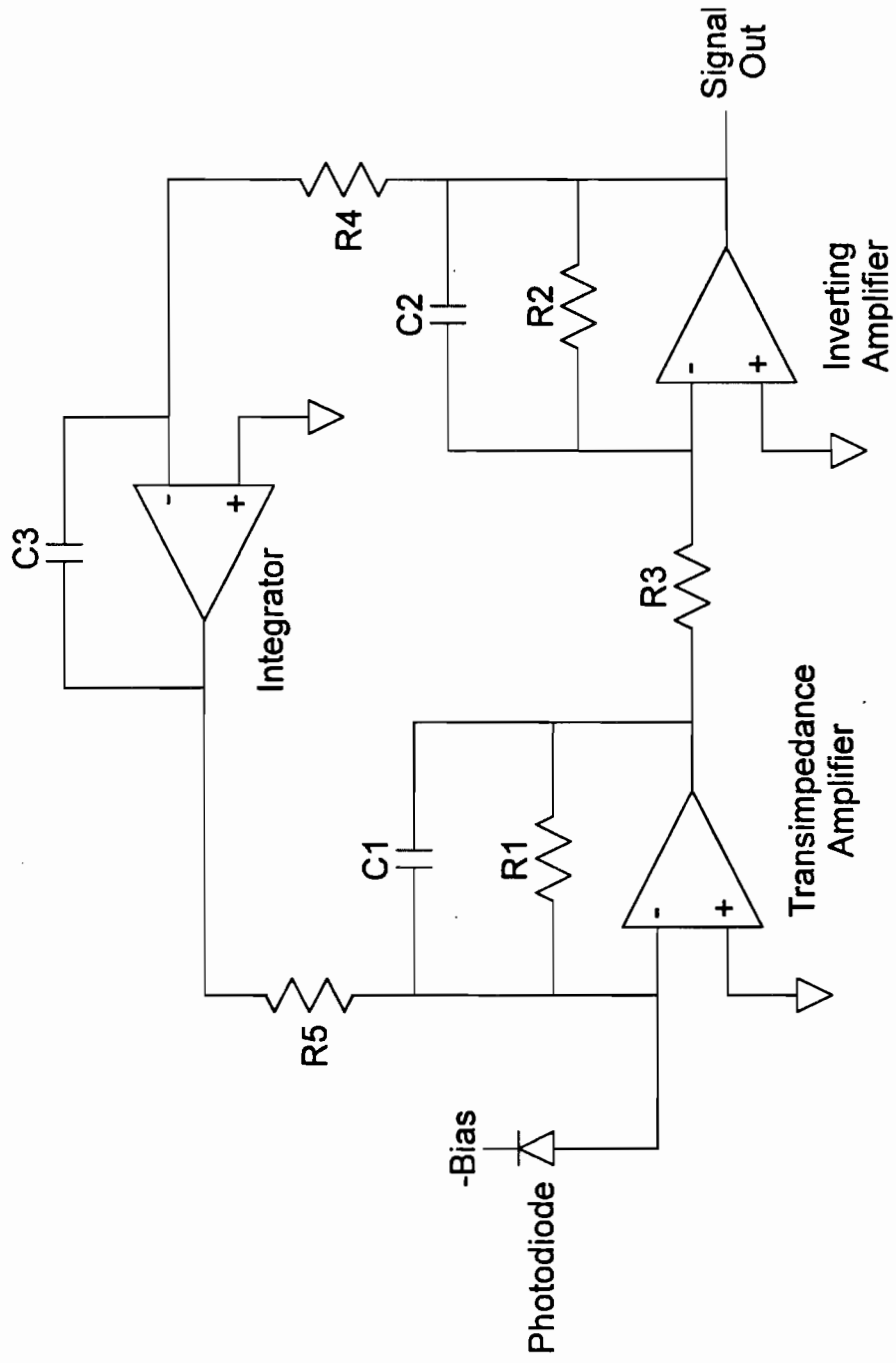 C3
-
+
Integrator
R4
R5
C1
R1
C2
R2
-Bias
Photodiode
R3
-
+
Transimpedance
Amplifier
-
+
Inverting
Amplifier
Signal
Out